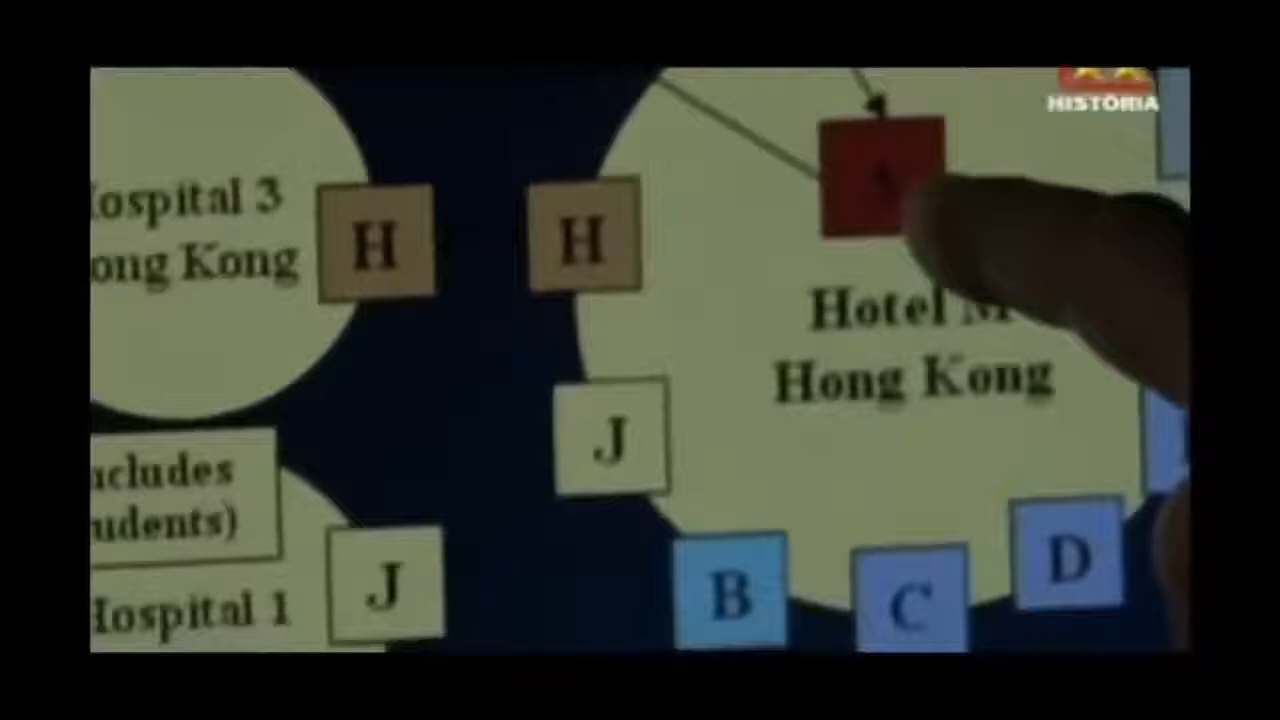 HISTORIA
ospital 3
ong Kong
H
H
A
Hotel M
Hong Kong
J
ncludes
udents)
Hospital 1
J
B
C
D